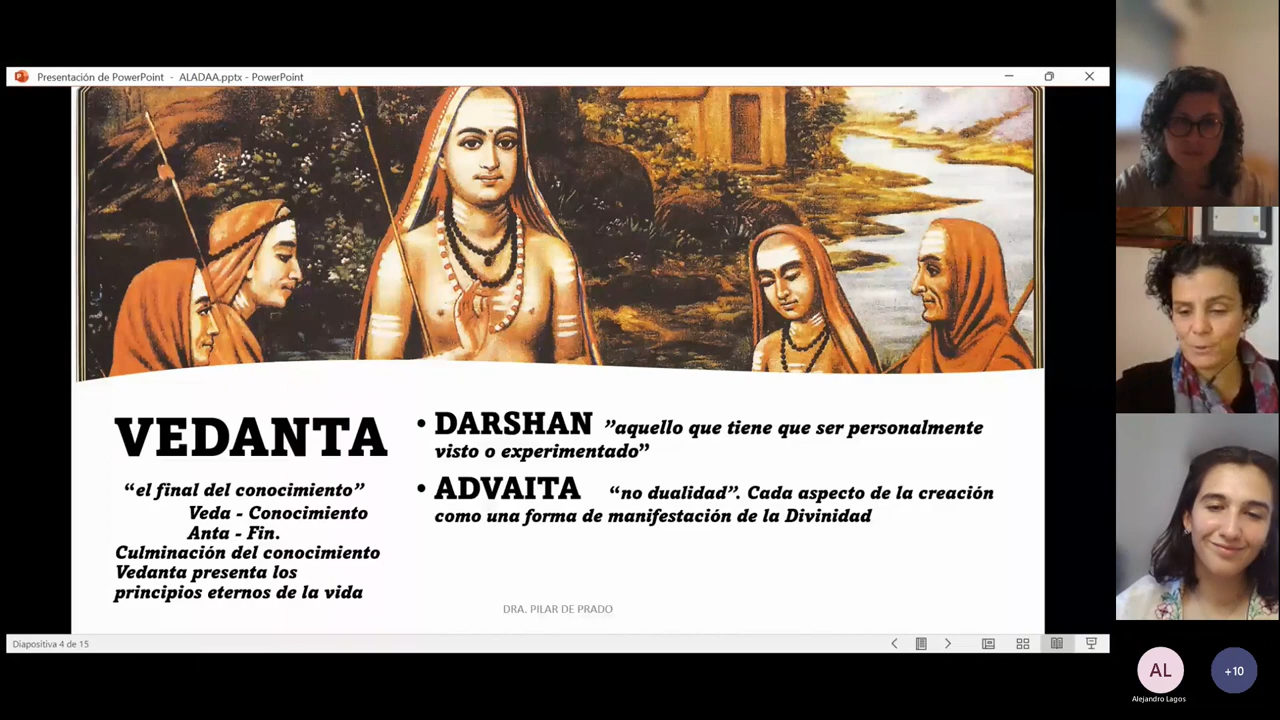 Presentación de PowerPoint - ALADAA.pptx - PowerPoint
VEDANTA
“el final del conocimiento”
Veda - Conocimiento
Anta - Fin.
Culminación del conocimiento
Vedanta presenta los
principios eternos de la vida
• DARSHAN ”aquello que tiene que ser personalmente
visto o experimentado”
• ADVAITA “no dualidad”. Cada aspecto de la creación
como una forma de manifestación de la Divinidad
DRA. PILAR DE PRADO
Diapositiva 4 de 15
AL
Alejandro Lagos
+10